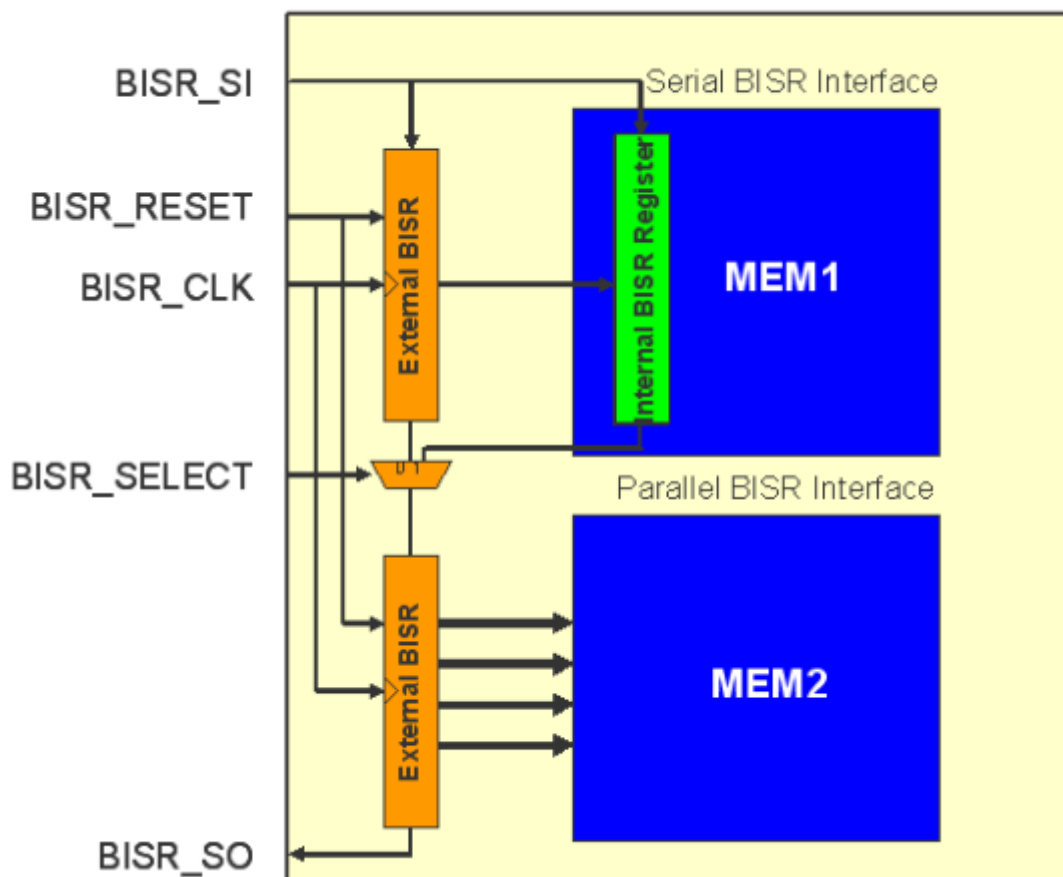 BISR_SI
Serial BISR Interface
BISR_RESET
External BISR
Internal BISR Register
MEM1
BISR_CLK
BISR_SELECT
Parallel BISR Interface
External BISR
MEM2
BISR_SO